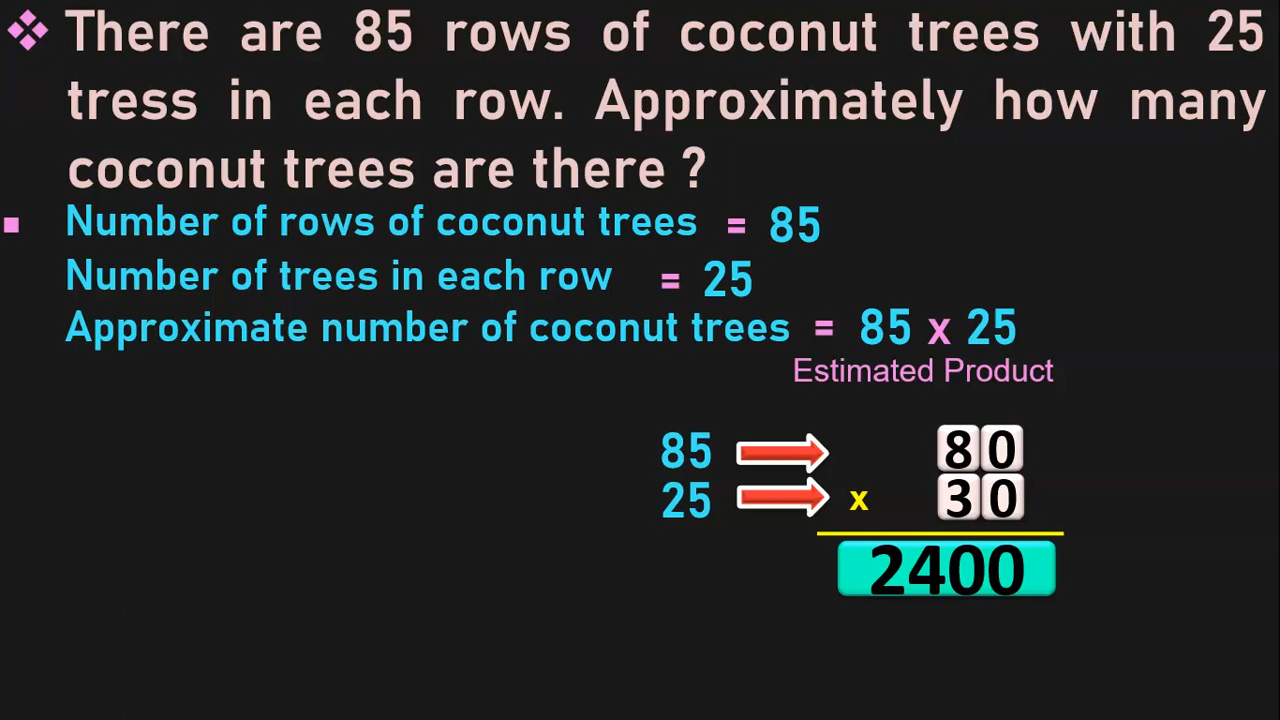 There are 85 rows of coconut trees with 25
tress in each row. Approximately how many
coconut trees are there ?
Number of rows of coconut trees = 85
Number of trees in each row = 25
Approximate number of coconut trees = 85 x 25
Estimated Product
85 80
25 x 30
2400